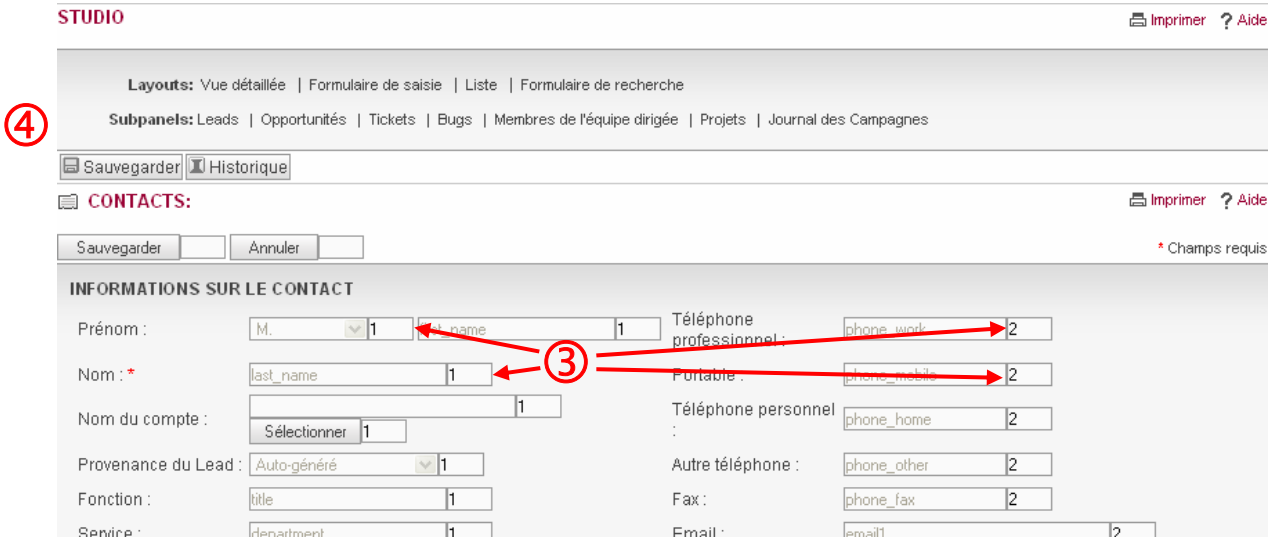 STUDIO Imprimer ? Aide
Layouts: Vue détaillée | Formulaire de saisie | Liste | Formulaire de recherche
④ Subpanels: Leads | Opportunités | Tickets | Bugs | Membres de l'équipe dirigée | Projets | Journal des Campagnes
Sauvegarder Historique
CONTACTS: Imprimer ? Aide
Sauvegarder Annuler * Champs requis
INFORMATIONS SUR LE CONTACT
Prénom : M. 1 first_name 1 Téléphone professionnel : phone_work 2
③
Nom : * last_name 1 Portable : phone_mobile 2
Nom du compte : 1 Sélectionner 1 Téléphone personnel : phone_home 2
Provenance du Lead : Auto-généré 1 Autre téléphone : phone_other 2
Fonction : title 1 Fax : phone_fax 2
Service : department 1 Email : email1 2